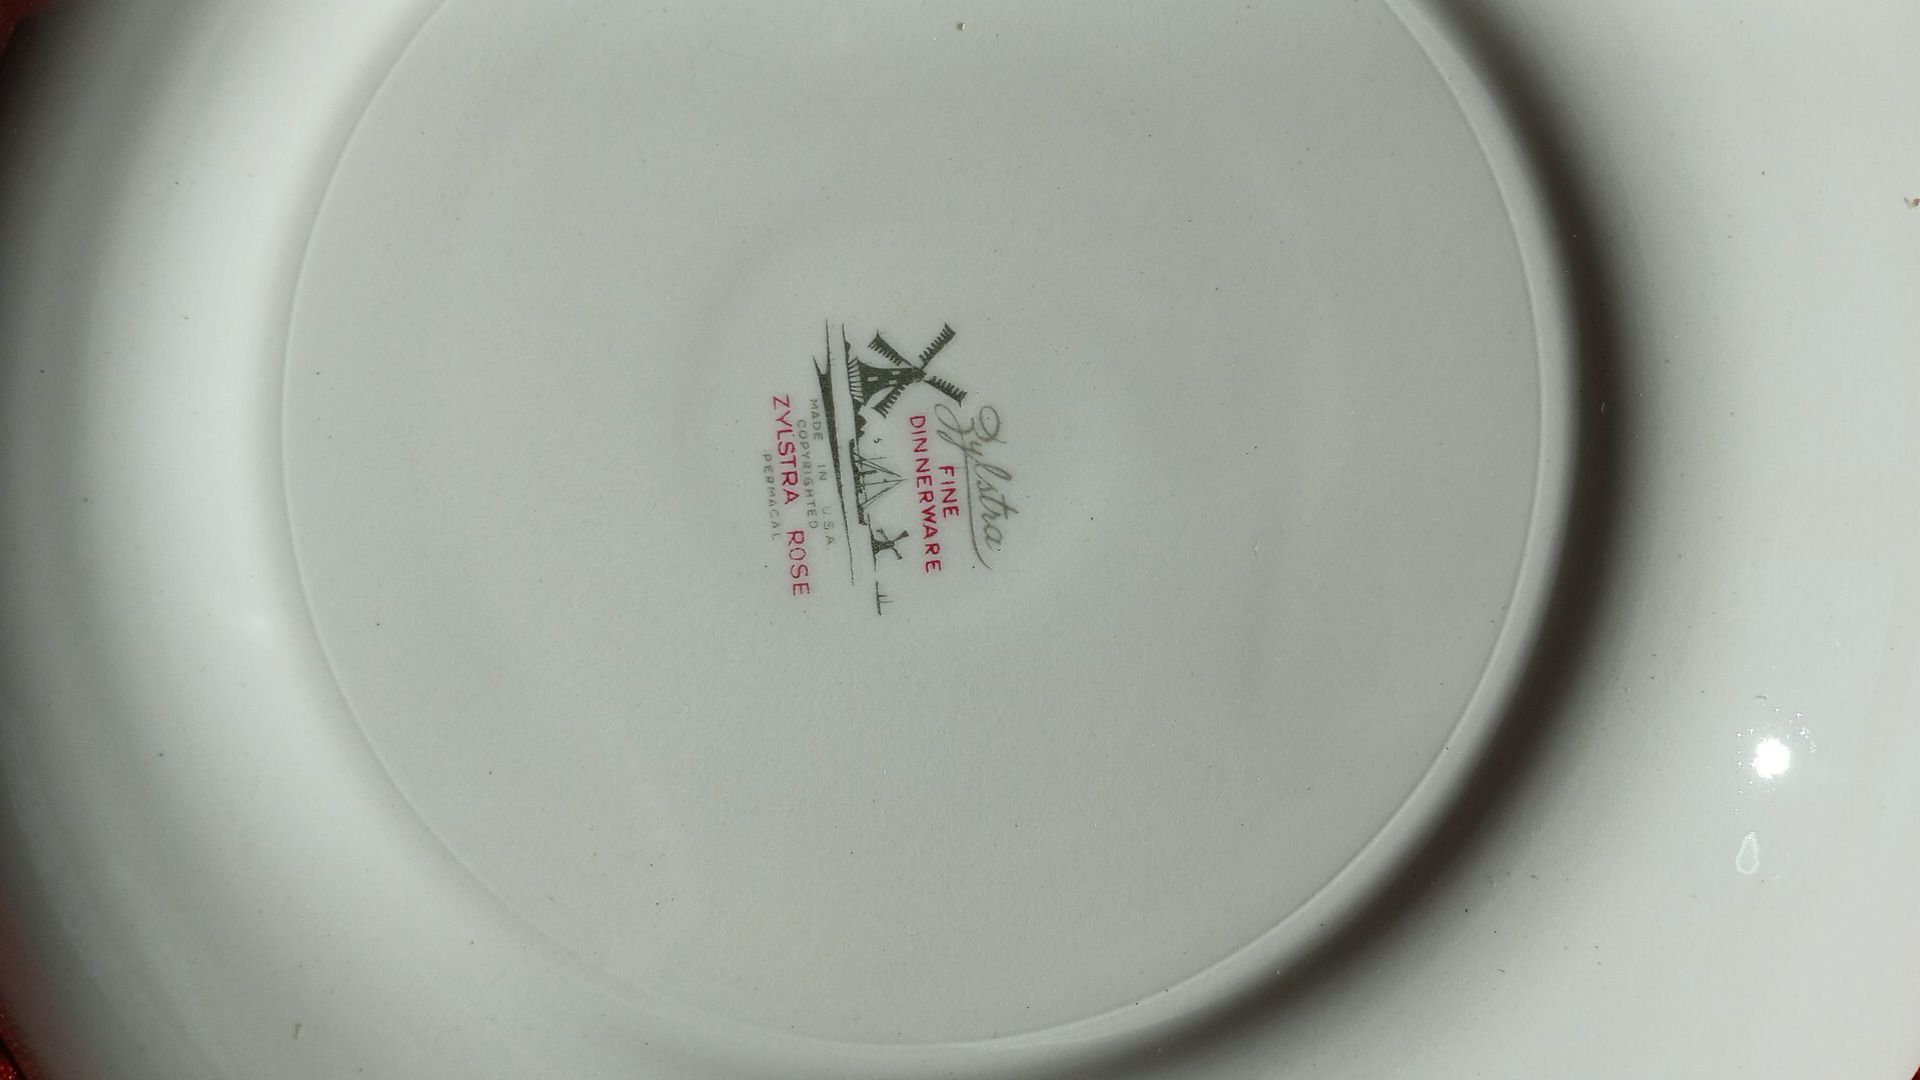 Zylstra
FINE
DINNERWARE
MADE IN U.S.A.
COPYRIGHTED
ZYLSTRA ROSE
PERMACAL